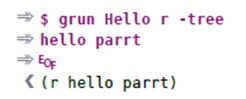 ⇒ $ grun Hello r -tree
⇒ hello parrt
⇒ EOF
❮ (r hello parrt)